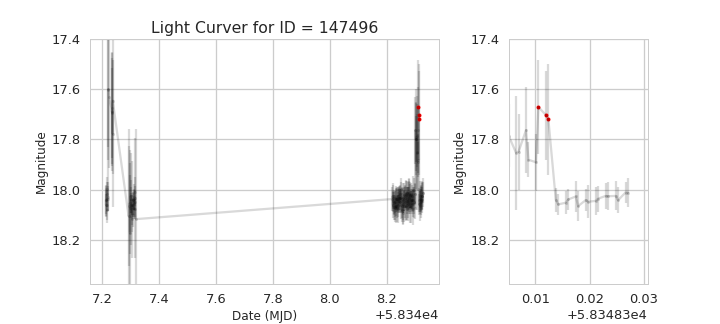 Light Curver for ID = 147496
17.4
17.6
17.8
18.0
18.2
Magnitude
7.2 7.4 7.6 7.8 8.0 8.2
Date (MJD)
+5.834e4
17.4
17.6
17.8
18.0
18.2
Magnitude
0.01 0.02 0.03
+5.83483e4